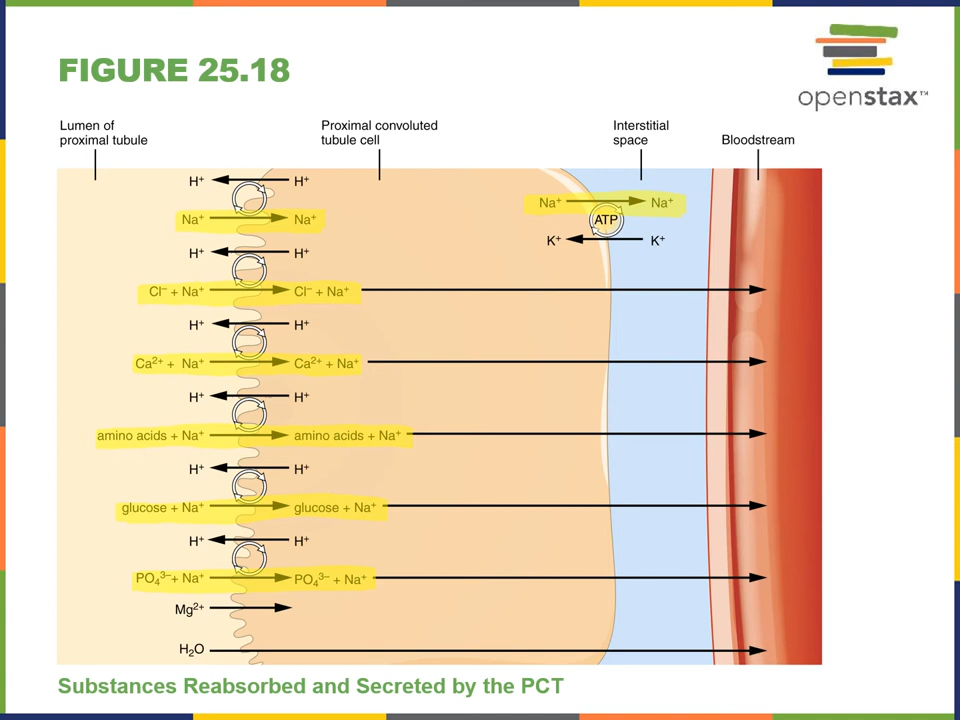 FIGURE 25.18
openstax™
Lumen of
proximal tubule
Proximal convoluted
tubule cell
Interstitial
space
Bloodstream
H⁺ H⁺
Na⁺ Na⁺
Na⁺ Na⁺
ATP
K⁺ K⁺
H⁺ H⁺
Cl⁻ + Na⁺ Cl⁻ + Na⁺
H⁺ H⁺
Ca²⁺ + Na⁺ Ca²⁺ + Na⁺
H⁺ H⁺
amino acids + Na⁺ amino acids + Na⁺
H⁺ H⁺
glucose + Na⁺ glucose + Na⁺
H⁺ H⁺
PO₄³⁻+ Na⁺ PO₄³⁻ + Na⁺
Mg²⁺
H₂O
Substances Reabsorbed and Secreted by the PCT